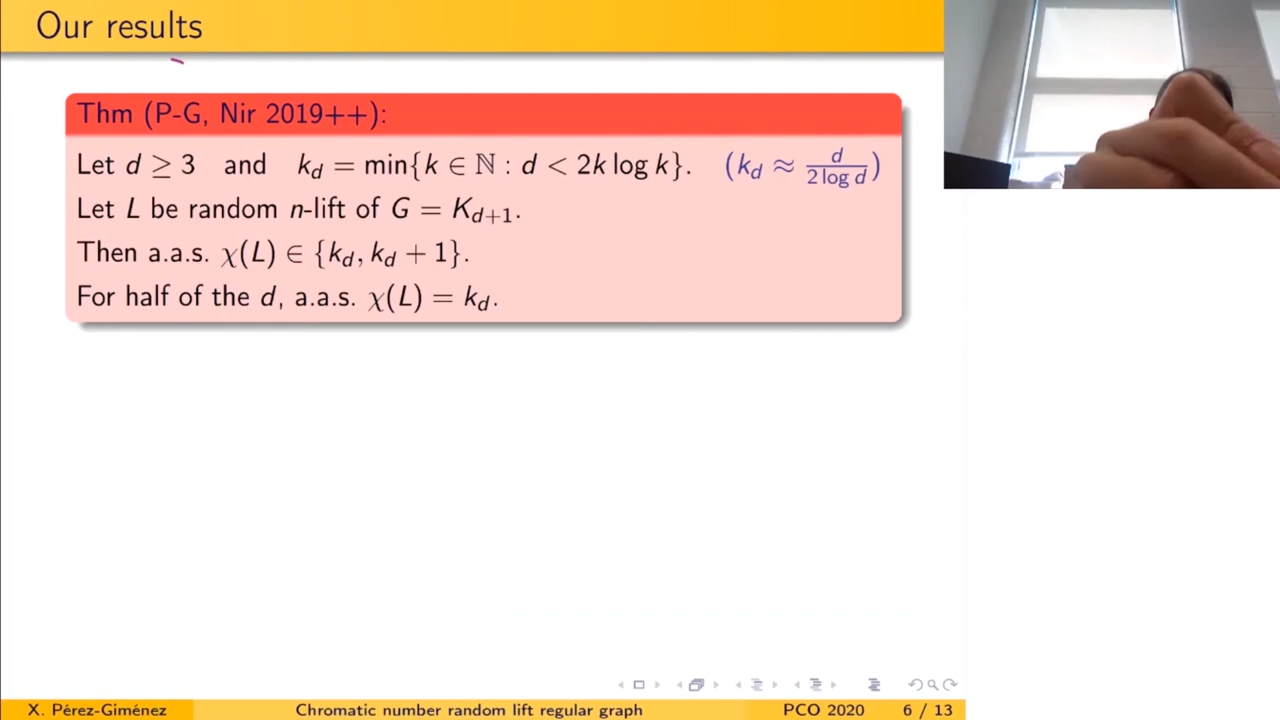 Our results
Thm (P-G, Nir 2019++):
Let d ≥ 3 and k_d = min{k ∈ ℕ : d < 2k log k}. (k_d ≈ d / 2 log d)
Let L be random n-lift of G = K_{d+1}.
Then a.a.s. χ(L) ∈ {k_d, k_d + 1}.
For half of the d, a.a.s. χ(L) = k_d.
X. Pérez-Giménez Chromatic number random lift regular graph PCO 2020 6 / 13